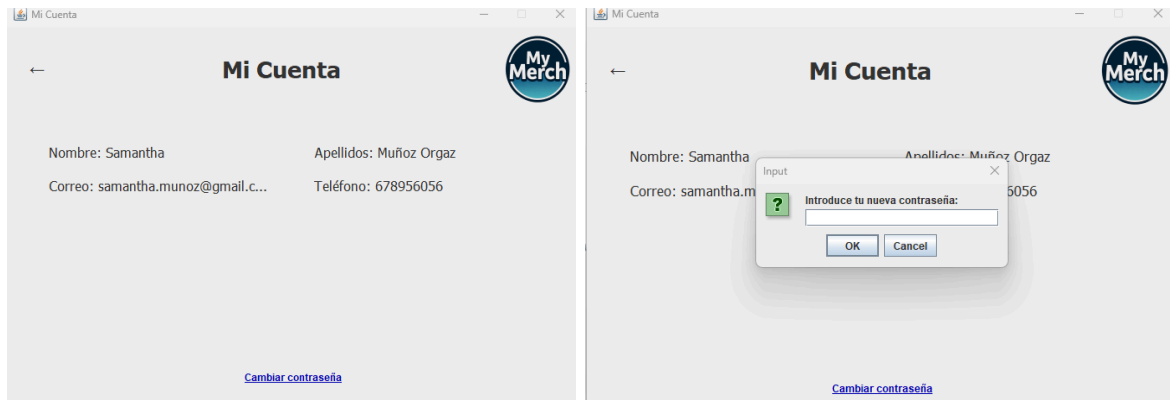 Mi Cuenta
←
Mi Cuenta
My
Merch
Nombre: Samantha
Apellidos: Muñoz Orgaz
Correo: samantha.munoz@gmail.c...
Teléfono: 678956056
Cambiar contraseña
Mi Cuenta
←
Mi Cuenta
My
Merch
Nombre: Samantha
Apellidos: Muñoz Orgaz
Correo: samantha.m
6056
Input
?
Introduce tu nueva contraseña:
OK
Cancel
Cambiar contraseña